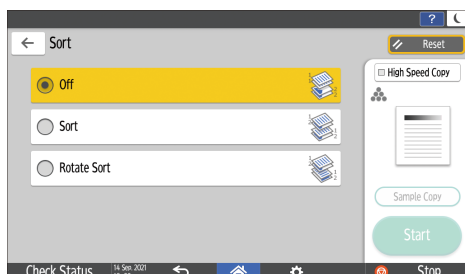 ?
← Sort
Reset
Off
High Speed Copy
Sort
Rotate Sort
Sample Copy
Start
Check Status
14 Sep 2021
Stop